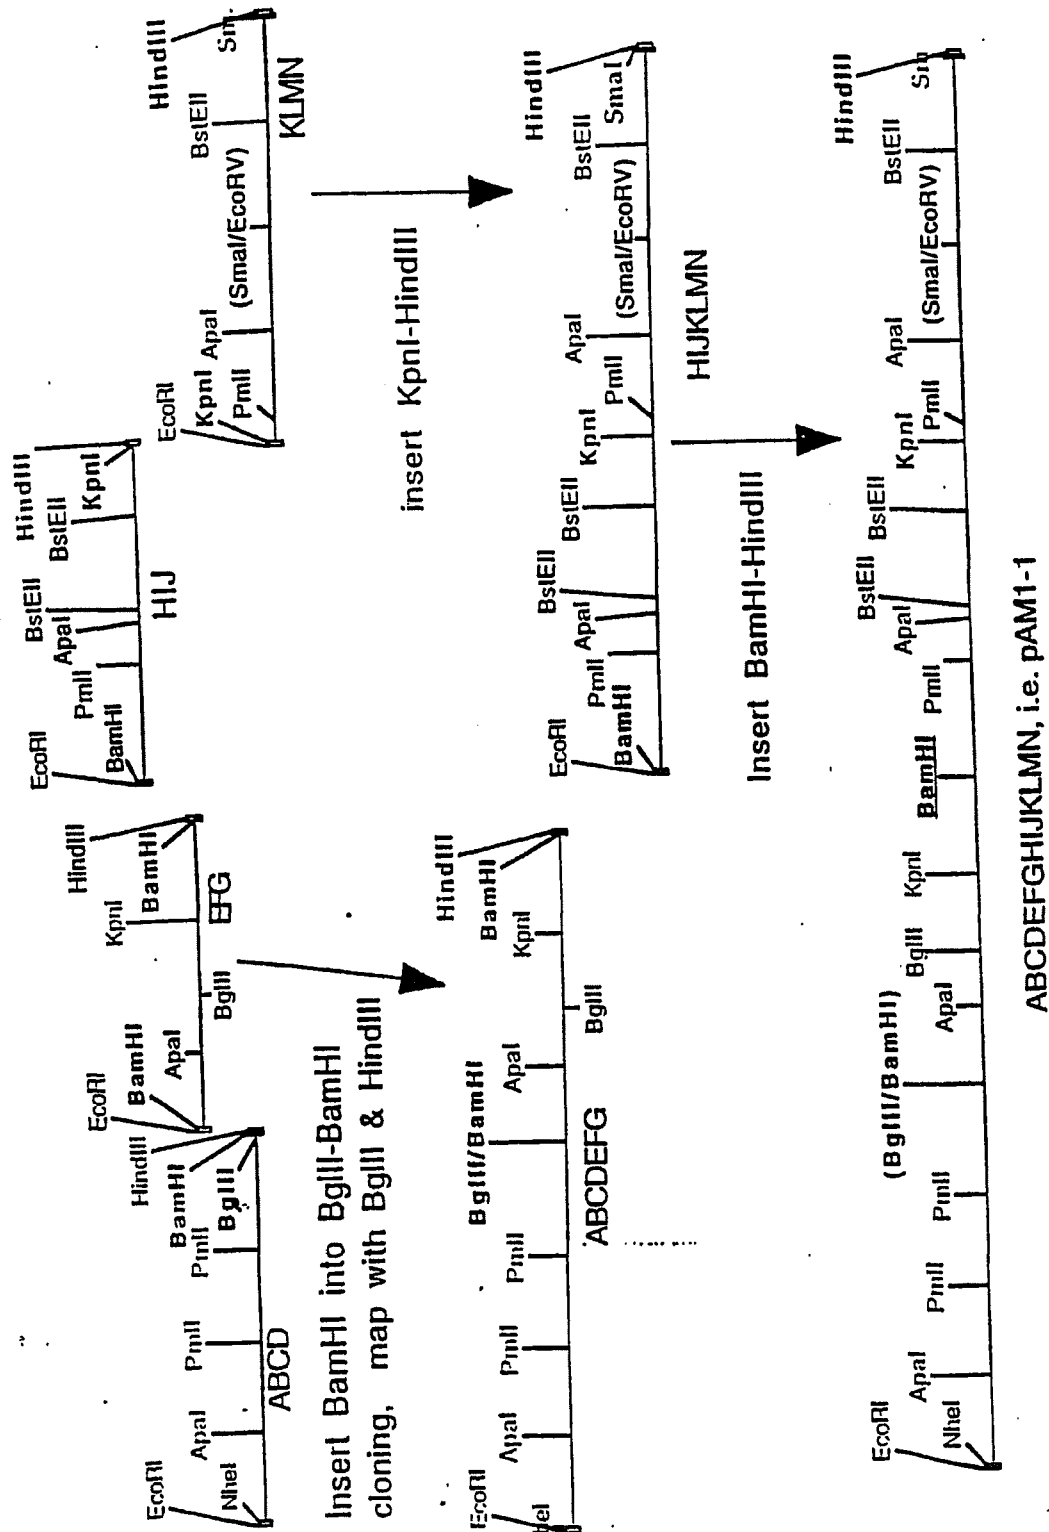 EcoRI
NheI
ApaI
PmlI
PmlI
BglII
BamHI
HindIII
ABCD
EcoRI
BamHI
ApaI
BglII
KpnI
BamHI
HindIII
EFG
EcoRI
BamHI
PmlI
ApaI
BstEII
BstEII
KpnI
HindIII
HIJ
EcoRI
KpnI
PmlI
ApaI
(SmaI/EcoRV)
BstEII
HindIII
Sm
KLMN
Insert BamHI into BglII-BamHI
cloning, map with BglII & HindIII
insert KpnI-HindIII
EcoRI
heI
ApaI
PmlI
PmlI
BglII/BamHI
ApaI
BglII
KpnI
BamHI
HindIII
ABCDEFG
EcoRI
BamHI
PmlI
ApaI
BstEII
BstEII
KpnI
PmlI
ApaI
(SmaI/EcoRV)
BstEII
SmaI
HindIII
HIJKLMN
Insert BamHI-HindIII
EcoRI
NheI
ApaI
PmlI
PmlI
(BglII/BamHI)
ApaI
BglII
KpnI
BamHI
PmlI
ApaI
BstEII
BstEII
KpnI
PmlI
ApaI
(SmaI/EcoRV)
BstEII
Sm
HindIII
ABCDEFGHIJKLMN, i.e. pAM1-1